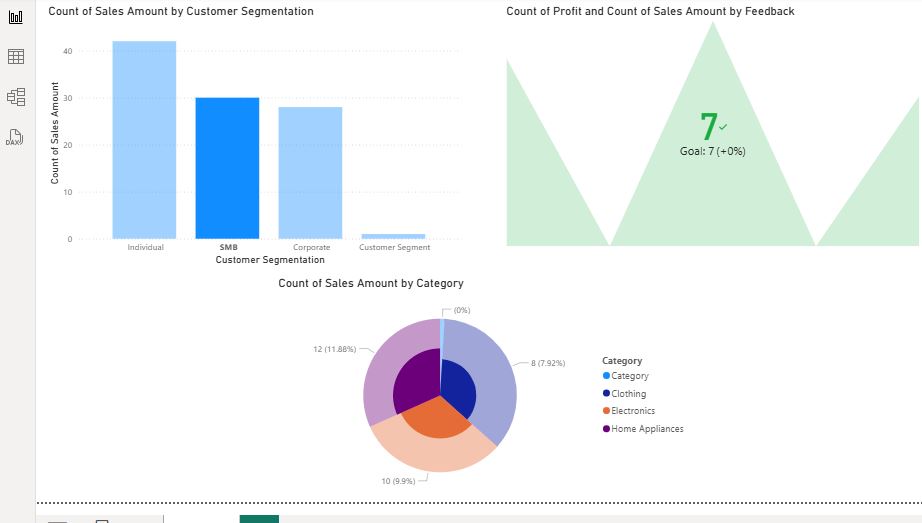 Count of Sales Amount by Customer Segmentation
Count of Sales Amount
40
30
20
10
0
Individual
SMB
Corporate
Customer Segment
Customer Segmentation
Count of Profit and Count of Sales Amount by Feedback
7
Goal: 7 (+0%)
Count of Sales Amount by Category
(0%)
12 (11.88%)
8 (7.92%)
10 (9.9%)
Category
Category
Clothing
Electronics
Home Appliances
DAX